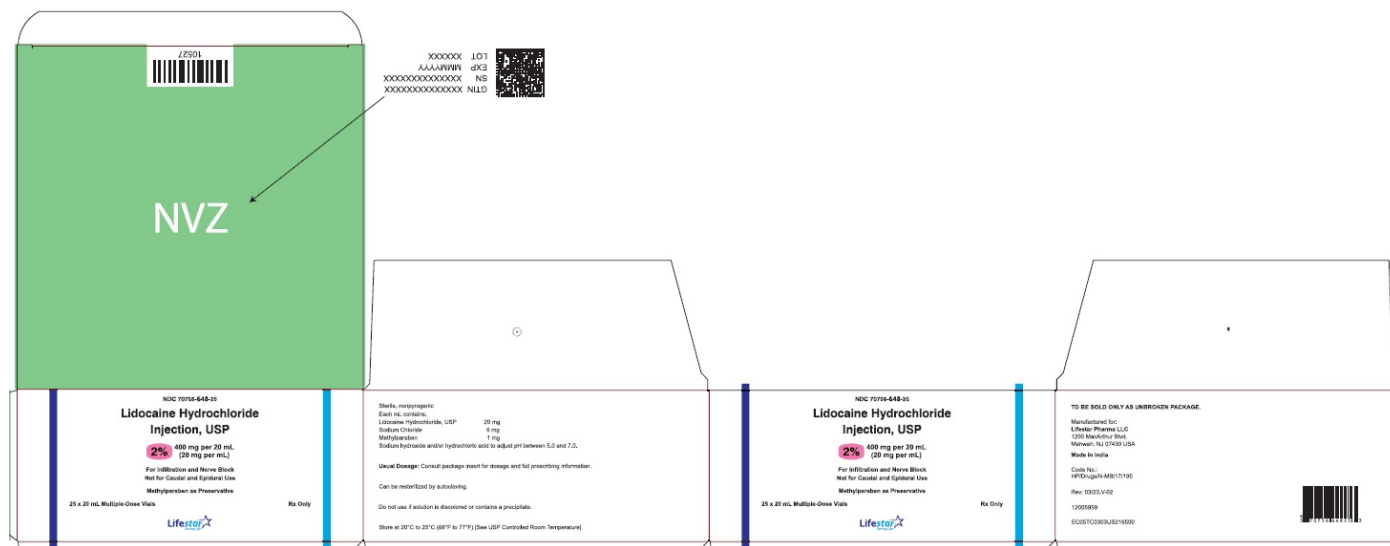 10527
GTIN XXXXXXXXXXXXXX
SN XXXXXXXXXXXXXX
EXP MMYYYY
LOT XXXXXX
NVZ
NDC 70756-648-25
Lidocaine Hydrochloride
Injection, USP
2%
400 mg per 20 mL
(20 mg per mL)
For Infiltration and Nerve Block
Not for Caudal and Epidural Use
Methylparaben as Preservative
25 x 20 mL Multiple-Dose Vials
Rx Only
Lifestar
Sterile, nonpyrogenic
Each mL contains:
Lidocaine Hydrochloride, USP 20 mg
Sodium Chloride 6 mg
Methylparaben 1 mg
Sodium hydroxide and/or hydrochloric acid to adjust pH between 5.0 and 7.0.
Usual Dosage: Consult package insert for dosage and full prescribing information.
Can be resterilized by autoclaving.
Do not use if solution is discolored or contains a precipitate.
Store at 20°C to 25°C (68°F to 77°F) [See USP Controlled Room Temperature].
NDC 70756-648-25
Lidocaine Hydrochloride
Injection, USP
2%
400 mg per 20 mL
(20 mg per mL)
For Infiltration and Nerve Block
Not for Caudal and Epidural Use
Methylparaben as Preservative
25 x 20 mL Multiple-Dose Vials
Rx Only
Lifestar
TO BE SOLD ONLY AS UNBROKEN PACKAGE.
Manufactured for:
Lifestar Pharma LLC
1200 MacArthur Blvd.
Mahwah, NJ 07430 USA
Made in India
Code No.:
HP/Drugs/N-MB/17/195
Rev: 03/23,V-02
12005959
EC05TC0303US216500